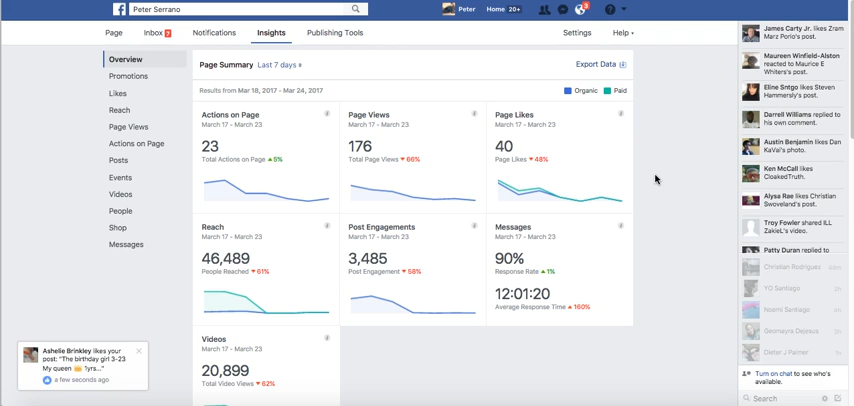 Peter Serrano
Peter Home 20+
3
Page Inbox 7 Notifications Insights Publishing Tools Settings Help
Overview
Promotions
Likes
Reach
Page Views
Actions on Page
Posts
Events
Videos
People
Shop
Messages
Page Summary Last 7 days
Export Data
Results from Mar 18, 2017 - Mar 24, 2017
Organic Paid
Actions on Page
March 17 - March 23
23
Total Actions on Page 5%
Page Views
March 17 - March 23
176
Total Page Views 66%
Page Likes
March 17 - March 23
40
Page Likes 48%
Reach
March 17 - March 23
46,489
People Reached 61%
Post Engagements
March 17 - March 23
3,485
Post Engagement 58%
Messages
March 17 - March 23
90%
Response Rate 1%
12:01:20
Average Response Time 160%
Videos
March 17 - March 23
20,899
Total Video Views 62%
Ashelie Brinkley likes your
post: "The birthday girl 3-23
My queen 👑 1yrs..."
a few seconds ago
James Carty Jr. likes Zram
Marz Porlo's post.
Maureen Winfield-Alston
reacted to Maurice E
Whiters's post.
Eline Sntgo likes Steven
Hammersly's post.
Darrell Williams replied to
his own comment.
Austin Benjamin likes Dan
KaVai's photo.
Ken McCall likes
CloakedTruth.
Alysa Rae likes Christian
Swoveland's post.
Troy Fowler shared ILL
ZakieL's video.
Patty Duran replied to
Christian Rodrigues
YO Santiago
Noemi Santiago
Geomayra Dejesus
Dieter J Palmer
Turn on chat to see who's
available.
Search